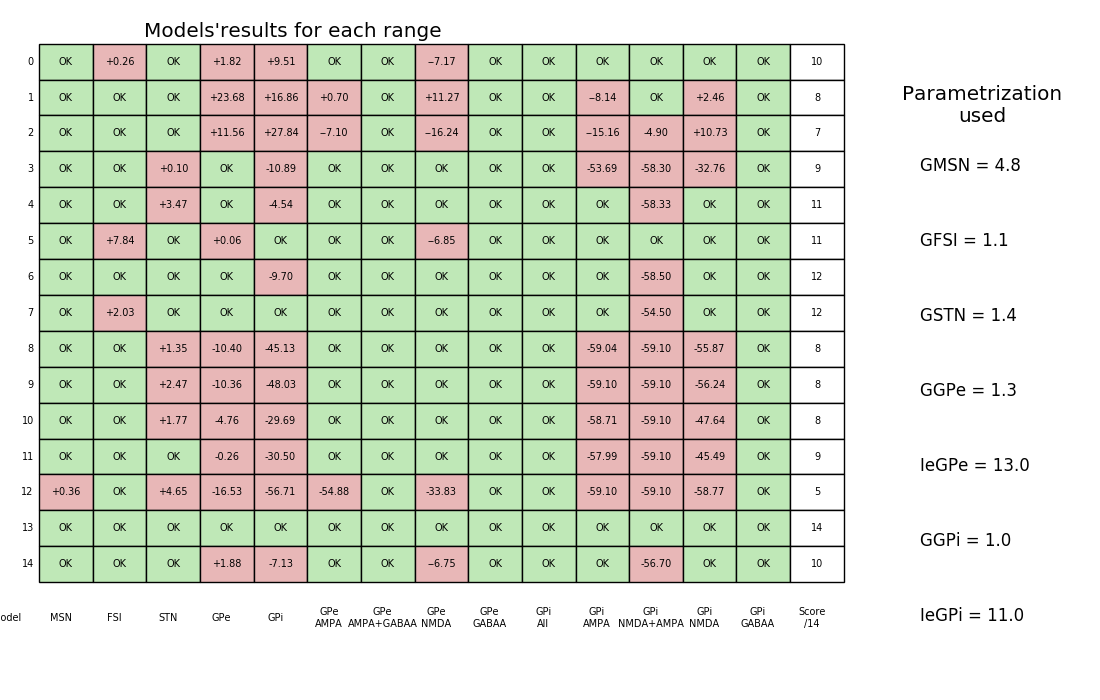 Models'results for each range
0 OK +0.26 OK +1.82 +9.51 OK OK --7.17 OK OK OK OK OK OK 10
1 OK OK OK +23.68 +16.86 +0.70 OK +11.27 OK OK --8.14 OK +2.46 OK 8
2 OK OK OK +11.56 +27.84 --7.10 OK --16.24 OK OK --15.16 -4.90 +10.73 OK 7
3 OK OK +0.10 OK -10.89 OK OK OK OK OK -53.69 -58.30 -32.76 OK 9
4 OK OK +3.47 OK -4.54 OK OK OK OK OK OK -58.33 OK OK 11
5 OK +7.84 OK +0.06 OK OK OK --6.85 OK OK OK OK OK OK 11
6 OK OK OK OK -9.70 OK OK OK OK OK OK -58.50 OK OK 12
7 OK +2.03 OK OK OK OK OK OK OK OK OK -54.50 OK OK 12
8 OK OK +1.35 -10.40 -45.13 OK OK OK OK OK -59.04 -59.10 -55.87 OK 8
9 OK OK +2.47 -10.36 -48.03 OK OK OK OK OK -59.10 -59.10 -56.24 OK 8
10 OK OK +1.77 -4.76 -29.69 OK OK OK OK OK -58.71 -59.10 -47.64 OK 8
11 OK OK OK -0.26 -30.50 OK OK OK OK OK -57.99 -59.10 -45.49 OK 9
12 +0.36 OK +4.65 -16.53 -56.71 -54.88 OK -33.83 OK OK -59.10 -59.10 -58.77 OK 5
13 OK OK OK OK OK OK OK OK OK OK OK OK OK OK 14
14 OK OK OK +1.88 -7.13 OK OK --6.75 OK OK OK -56.70 OK OK 10
odel MSN FSI STN GPe GPi GPe GPe GPe GPe GPi GPi GPi GPi GPi Score
AMPA AMPA+GABAA NMDA GABAA All AMPA NMDA+AMPA NMDA GABAA /14
Parametrization
used
GMSN = 4.8
GFSI = 1.1
GSTN = 1.4
GGPe = 1.3
IeGPe = 13.0
GGPi = 1.0
IeGPi = 11.0